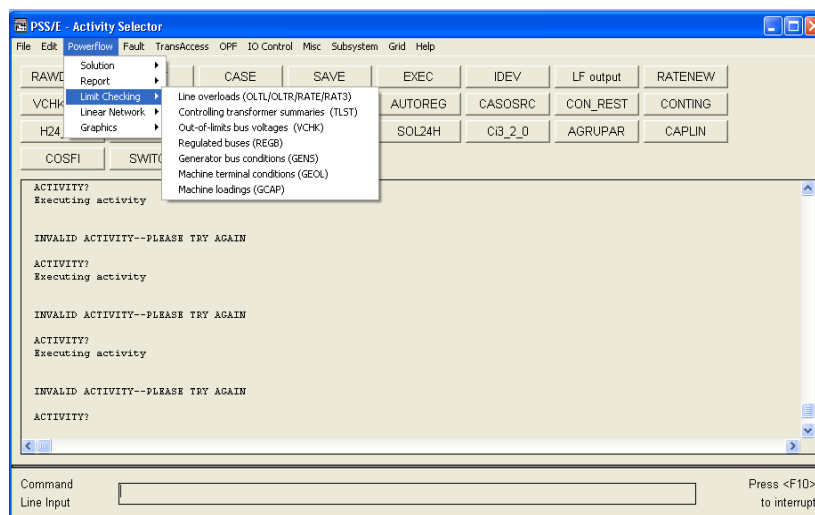 PSS/E - Activity Selector
File Edit Powerflow Fault TransAccess OPF IO Control Misc Subsystem Grid Help
CASE SAVE EXEC IDEV LF output RATENEW
VCHK AUTOREG CASOSRC CON_REST CONTING
H24_ SOL24H Ci3_2_0 AGRUPAR CAPLIN
COSFI
Solution
Report
Limit Checking
Linear Network
Graphics
Line overloads (OLTL/OLTR/RATE/RAT3)
Controlling transformer summaries (TLST)
Out-of-limits bus voltages (VCHK)
Regulated buses (REGB)
Generator bus conditions (GENS)
Machine terminal conditions (GEOL)
Machine loadings (GCAP)
ACTIVITY?
Executing activity
INVALID ACTIVITY--PLEASE TRY AGAIN
ACTIVITY?
Executing activity
INVALID ACTIVITY--PLEASE TRY AGAIN
ACTIVITY?
Executing activity
INVALID ACTIVITY--PLEASE TRY AGAIN
ACTIVITY?
Command
Line Input
Press <F10>
to interrupt